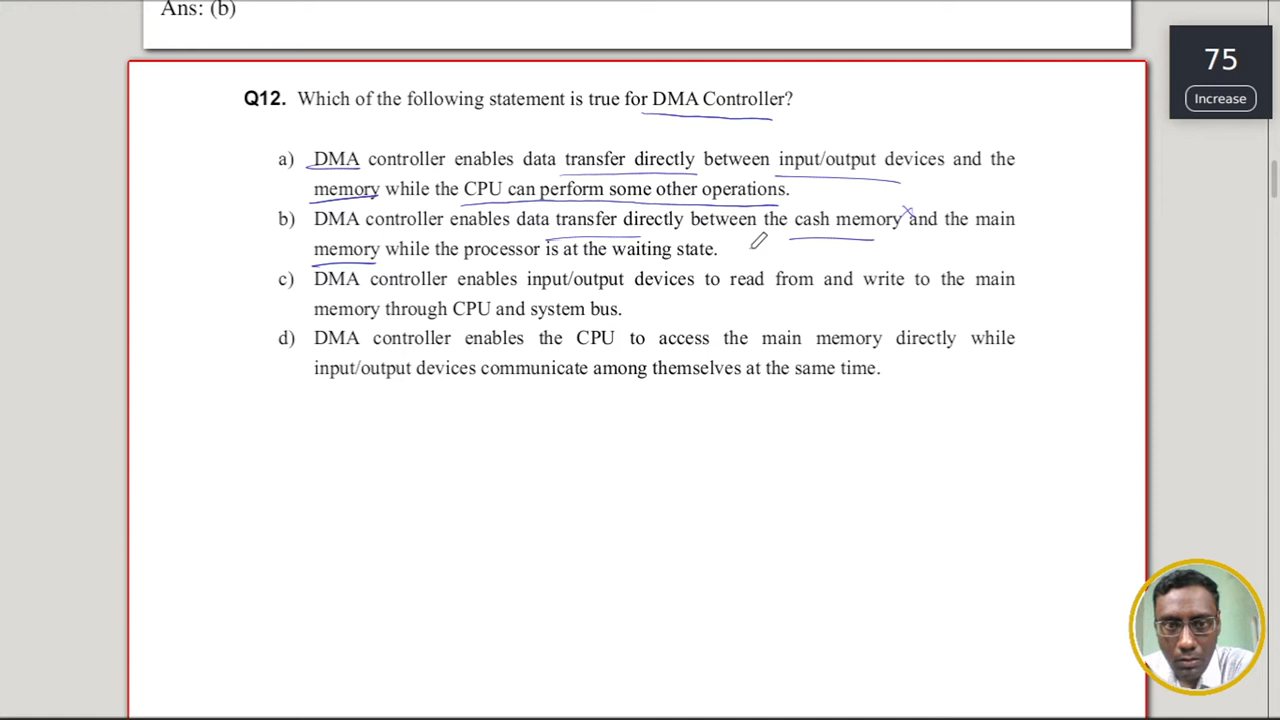 Ans: (b)
75
Increase
Q12. Which of the following statement is true for DMA Controller?
a) DMA controller enables data transfer directly between input/output devices and the
memory while the CPU can perform some other operations.
b) DMA controller enables data transfer directly between the cash memory and the main
memory while the processor is at the waiting state.
c) DMA controller enables input/output devices to read from and write to the main
memory through CPU and system bus.
d) DMA controller enables the CPU to access the main memory directly while
input/output devices communicate among themselves at the same time.